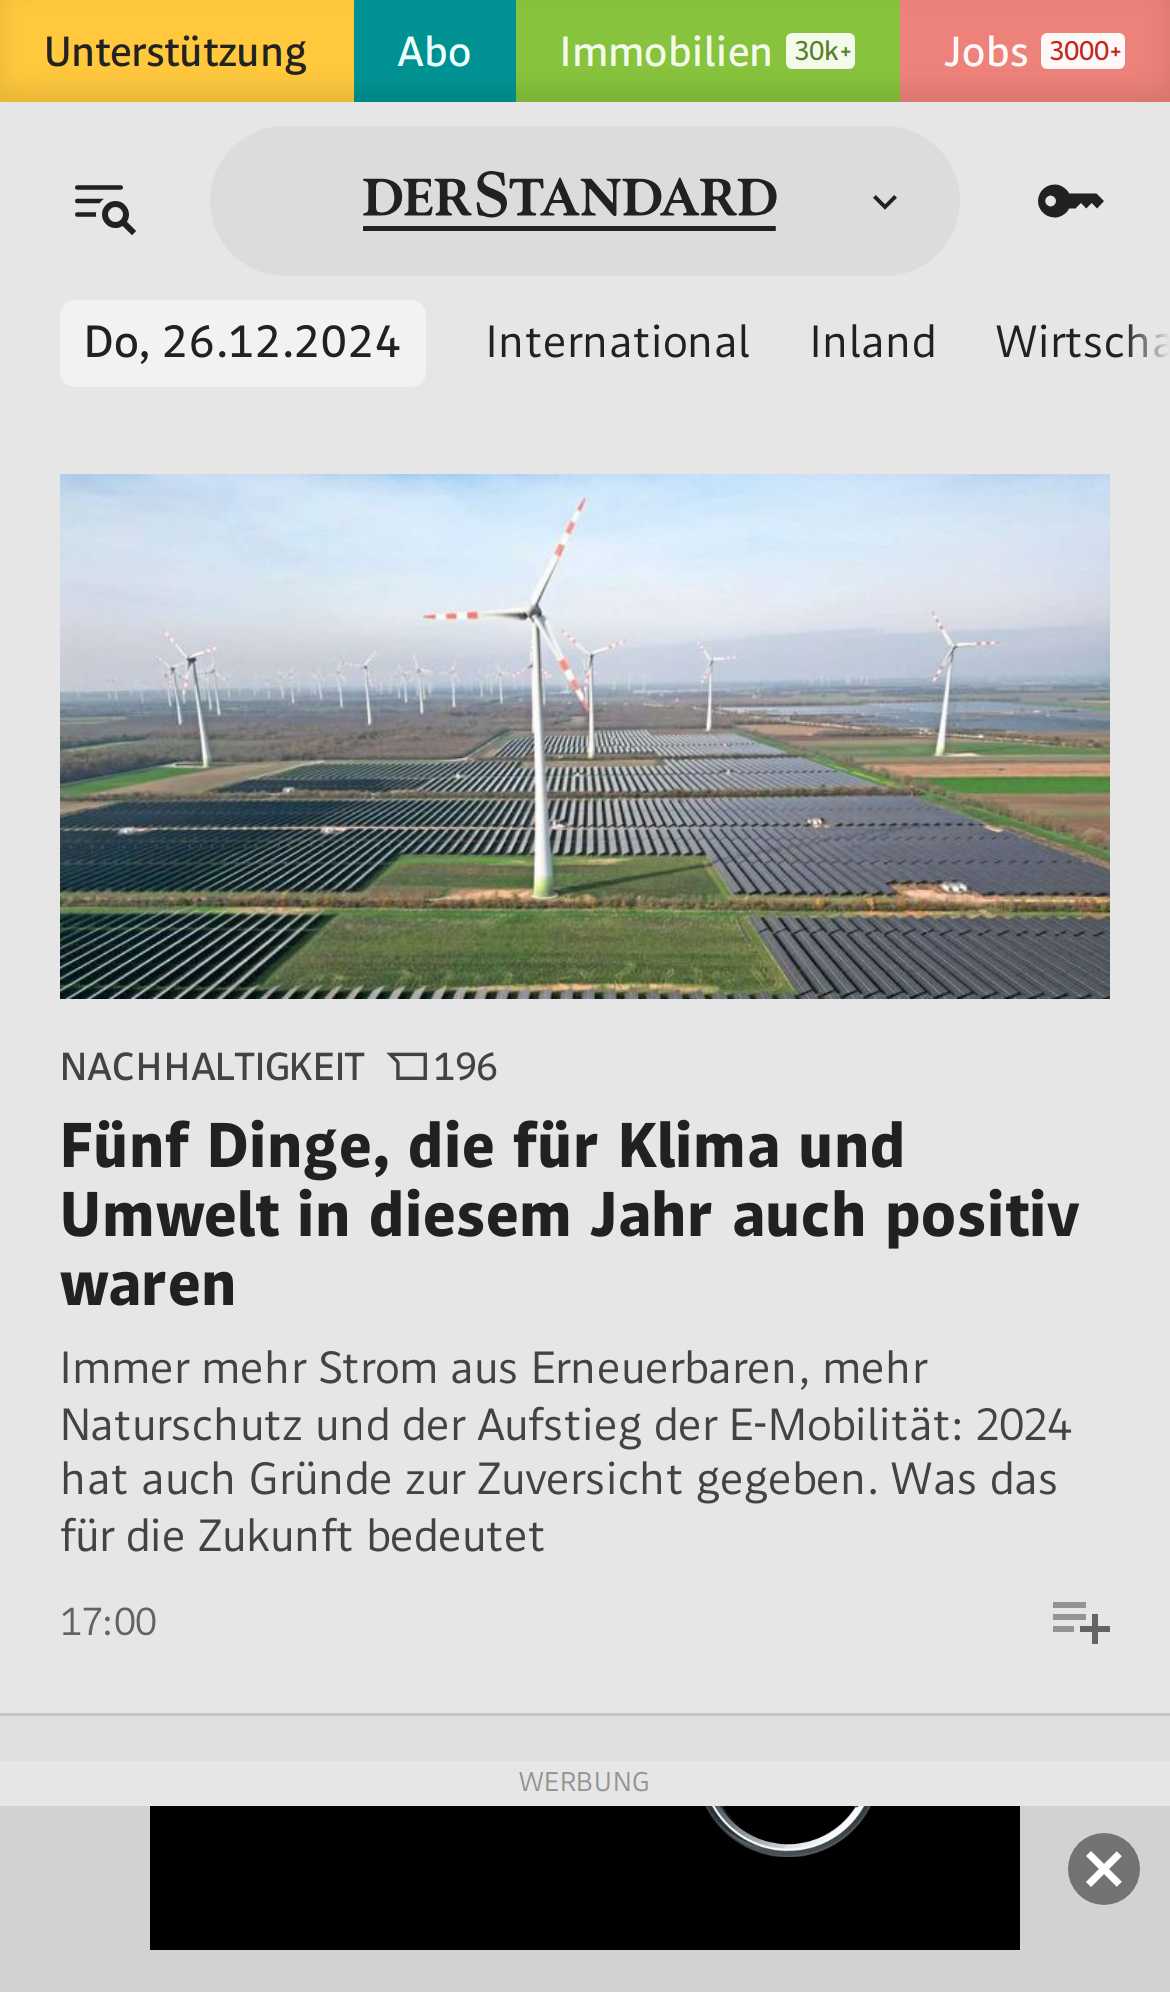 Unterstützung Abo Immobilien 30k+ Jobs 3000+
DERSTANDARD
Do, 26.12.2024 International Inland Wirtscha
NACHHALTIGKEIT 196
Fünf Dinge, die für Klima und
Umwelt in diesem Jahr auch positiv
waren
Immer mehr Strom aus Erneuerbaren, mehr
Naturschutz und der Aufstieg der E-Mobilität: 2024
hat auch Gründe zur Zuversicht gegeben. Was das
für die Zukunft bedeutet
17:00
WERBUNG